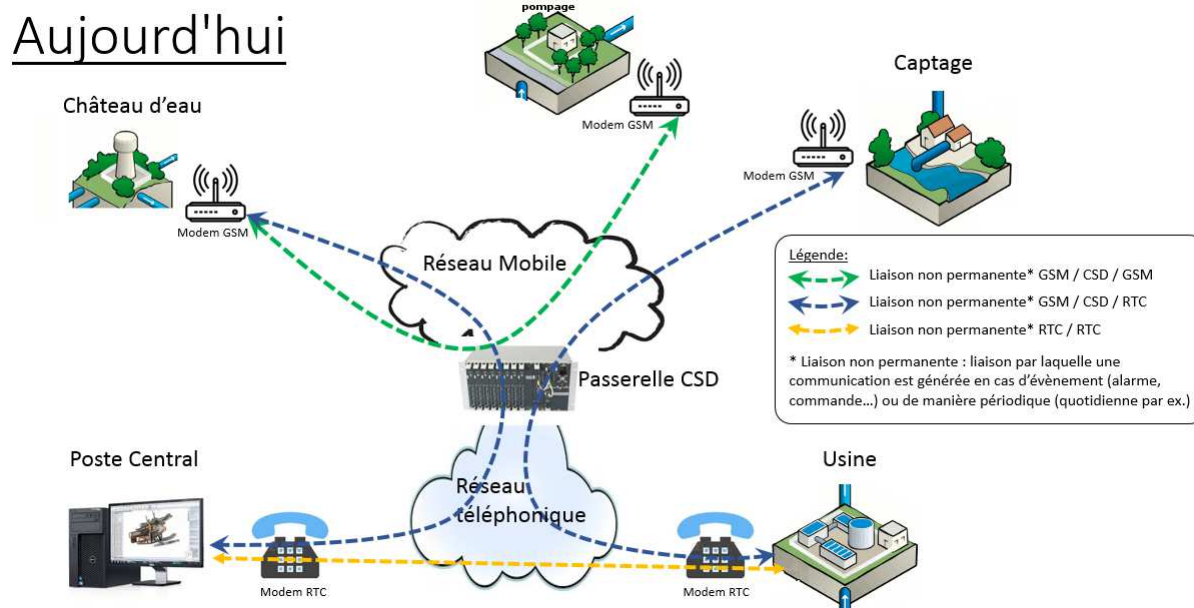 Aujourd'hui
pompage
Captage
Château d'eau
Modem GSM
Modem GSM
Modem GSM
Réseau Mobile
Légende:
Liaison non permanente* GSM / CSD / GSM
Liaison non permanente* GSM / CSD / RTC
Liaison non permanente* RTC / RTC
* Liaison non permanente : liaison par laquelle une
communication est générée en cas d'évènement (alarme,
commande...) ou de manière périodique (quotidienne par ex.)
Passerelle CSD
Poste Central
Usine
Réseau
téléphonique
Modem RTC
Modem RTC